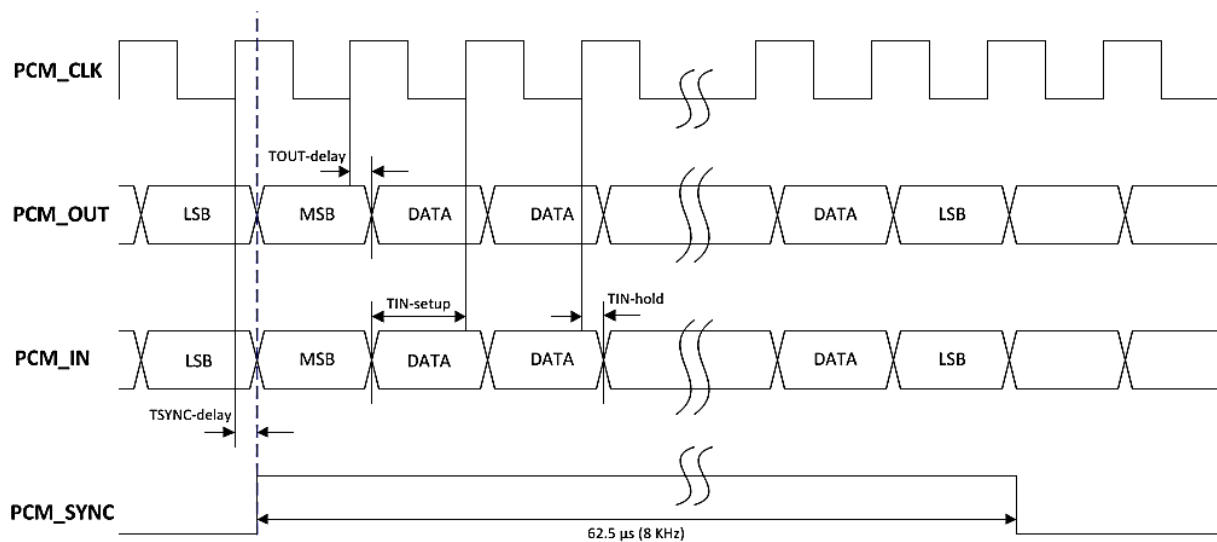 PCM_CLK
TOUT-delay
PCM_OUT LSB MSB DATA DATA DATA LSB
TIN-setup TIN-hold
PCM_IN LSB MSB DATA DATA DATA LSB
TSYNC-delay
PCM_SYNC
62.5 µs (8 KHz)